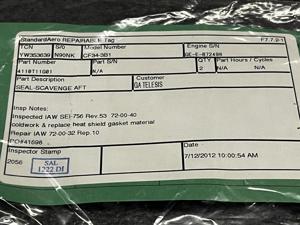 StandardAero REPAIRABLE Tag F7.7.9-1
TCN S/O Model Number Engine S/N
YW353639 N90NK CF34-3B1 GE-E-872498
Part Number Part S/N QTY Part Hours / Cycles
4118T11G01 N/A 2 N/A N/A
Part Description Customer
SEAL-SCAVENGE AFT GA TELESIS
Insp Notes:
Inspected IAW SEI-756 Rev.53 72-00-40
coldwork & replace heat shield gasket material
Repair IAW 72-00-32 Rep.10
PO#41698
Inspector Stamp Date
2056 SAL 7/12/2012 10:00:54 AM
1222 DI